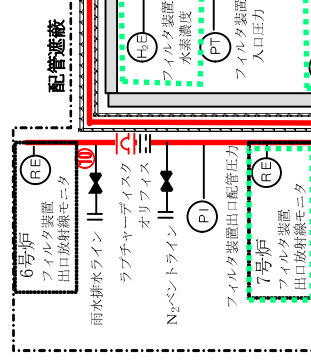 配管遮蔽
H₂E
フィルタ装置
水素濃度
PT
フィルタ装置
入口圧力
6号炉
RE
フィルタ装置
出口放射線モニタ
雨水排水ライン
ラプチャーディスク
オリフィス
N₂ベントライン
PI
フィルタ装置出口配管圧力
7号炉
RE
フィルタ装置
出口放射線モニタ